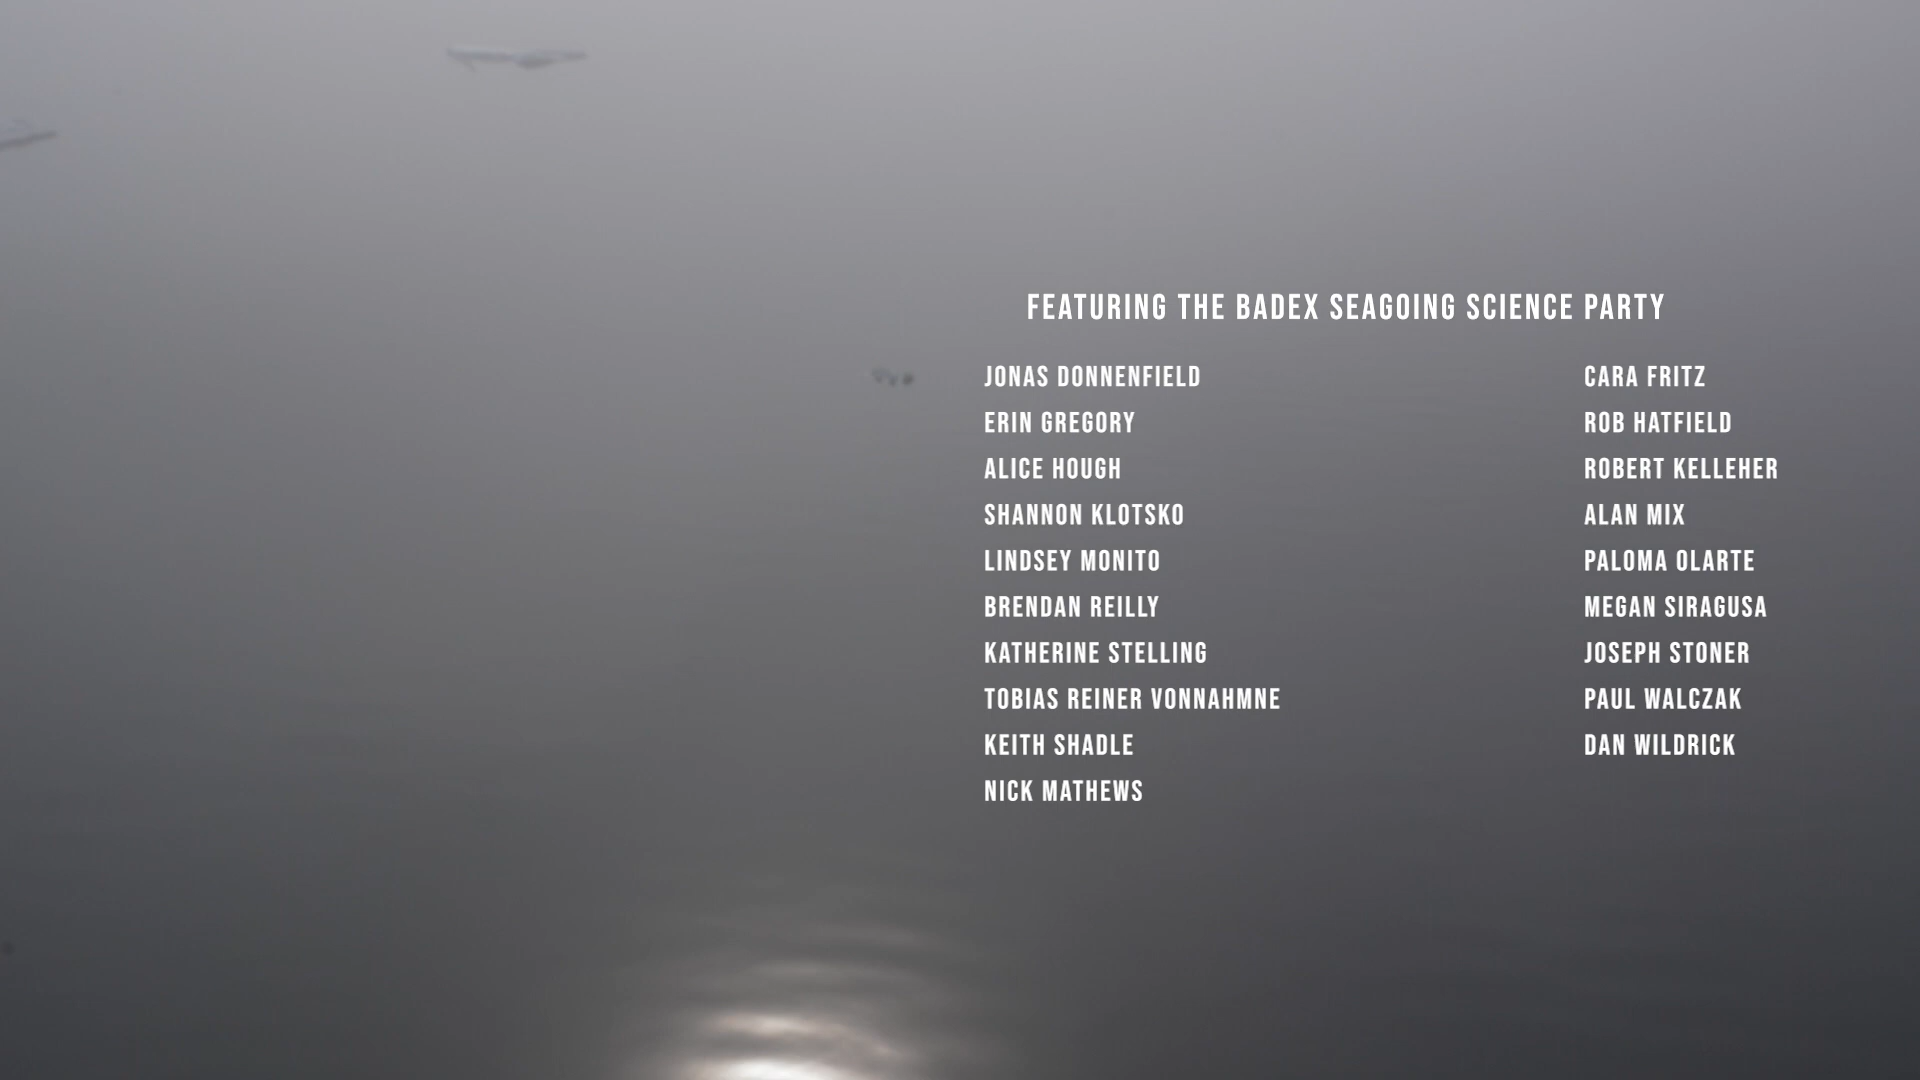 FEATURING THE BADEX SEAGOING SCIENCE PARTY
JONAS DONNENFIELD
ERIN GREGORY
ALICE HOUGH
SHANNON KLOTSKO
LINDSEY MONITO
BRENDAN REILLY
KATHERINE STELLING
TOBIAS REINER VONNAHMNE
KEITH SHADLE
NICK MATHEWS
CARA FRITZ
ROB HATFIELD
ROBERT KELLEHER
ALAN MIX
PALOMA OLARTE
MEGAN SIRAGUSA
JOSEPH STONER
PAUL WALCZAK
DAN WILDRICK